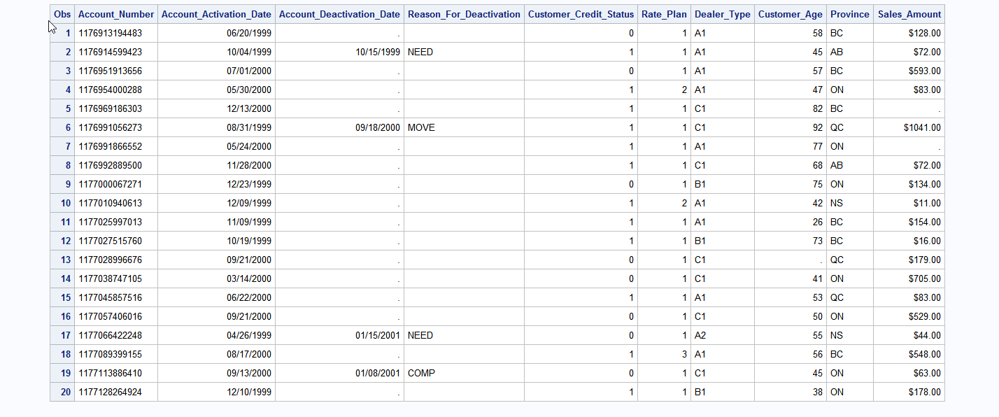 Obs Account_Number Account_Activation_Date Account_Deactivation_Date Reason_For_Deactivation Customer_Credit_Status Rate_Plan Dealer_Type Customer_Age Province Sales_Amount
1 1176913194483 06/20/1999 . 0 1 A1 58 BC $128.00
2 1176914599423 10/04/1999 10/15/1999 NEED 1 1 A1 45 AB $72.00
3 1176951913656 07/01/2000 . 0 1 A1 57 BC $593.00
4 1176954000288 05/30/2000 . 1 2 A1 47 ON $83.00
5 1176969186303 12/13/2000 . 1 1 C1 82 BC .
6 1176991056273 08/31/1999 09/18/2000 MOVE 1 1 C1 92 QC $1041.00
7 1176991866552 05/24/2000 . 1 1 A1 77 ON .
8 1176992889500 11/28/2000 . 1 1 C1 68 AB $72.00
9 1177000067271 12/23/1999 . 0 1 B1 75 ON $134.00
10 1177010940613 12/09/1999 . 1 2 A1 42 NS $11.00
11 1177025997013 11/09/1999 . 1 1 A1 26 BC $154.00
12 1177027515760 10/19/1999 . 1 1 B1 73 BC $16.00
13 1177028996676 09/21/2000 . 0 1 C1 . QC $179.00
14 1177038747105 03/14/2000 . 0 1 C1 41 ON $705.00
15 1177045857516 06/22/2000 . 1 1 A1 53 QC $83.00
16 1177057406016 09/21/2000 . 0 1 C1 50 ON $529.00
17 1177066422248 04/26/1999 01/15/2001 NEED 0 1 A2 55 NS $44.00
18 1177089399155 08/17/2000 . 1 3 A1 56 BC $548.00
19 1177113886410 09/13/2000 01/08/2001 COMP 0 1 C1 45 ON $63.00
20 1177128264924 12/10/1999 . 1 1 B1 38 ON $178.00